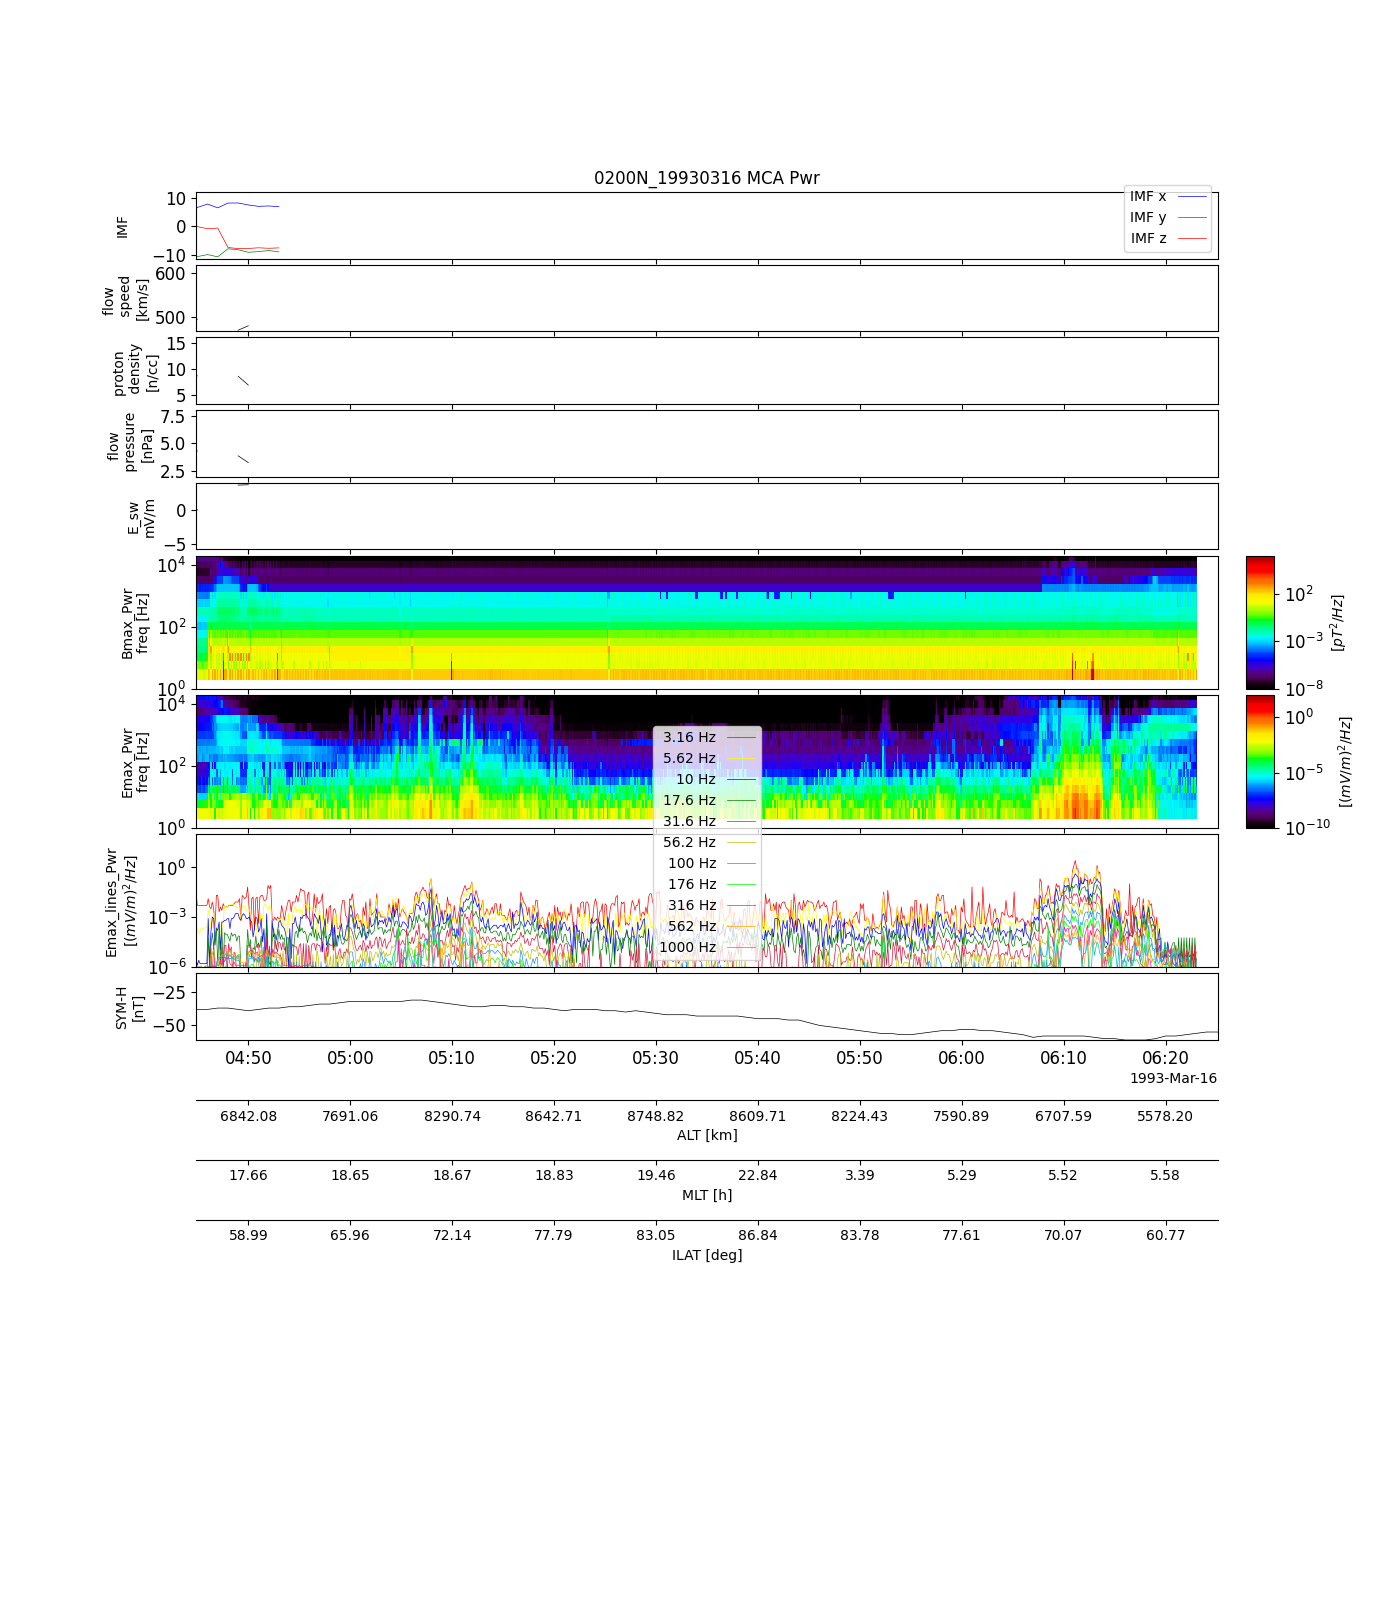 0200N_19930316 MCA Pwr
IMF
10
0
−10
IMF x
IMF y
IMF z
flow
speed
[km/s]
600
500
proton
density
[n/cc]
15
10
5
flow
pressure
[nPa]
7.5
5.0
2.5
E_sw
mV/m
0
−5
Bmax_Pwr
freq [Hz]
10^4
10^2
10^0
10^2
10^-3
10^-8
[pT^2/Hz]
Emax_Pwr
freq [Hz]
10^4
10^2
10^0
10^0
10^-5
10^-10
[(mV/m)^2/Hz]
3.16 Hz
5.62 Hz
10 Hz
17.6 Hz
31.6 Hz
56.2 Hz
100 Hz
176 Hz
316 Hz
562 Hz
1000 Hz
Emax_lines_Pwr
[(mV/m)^2/Hz]
10^0
10^-3
10^-6
SYM-H
[nT]
−25
−50
04:50 05:00 05:10 05:20 05:30 05:40 05:50 06:00 06:10 06:20
1993-Mar-16
6842.08 7691.06 8290.74 8642.71 8748.82 8609.71 8224.43 7590.89 6707.59 5578.20
ALT [km]
17.66 18.65 18.67 18.83 19.46 22.84 3.39 5.29 5.52 5.58
MLT [h]
58.99 65.96 72.14 77.79 83.05 86.84 83.78 77.61 70.07 60.77
ILAT [deg]